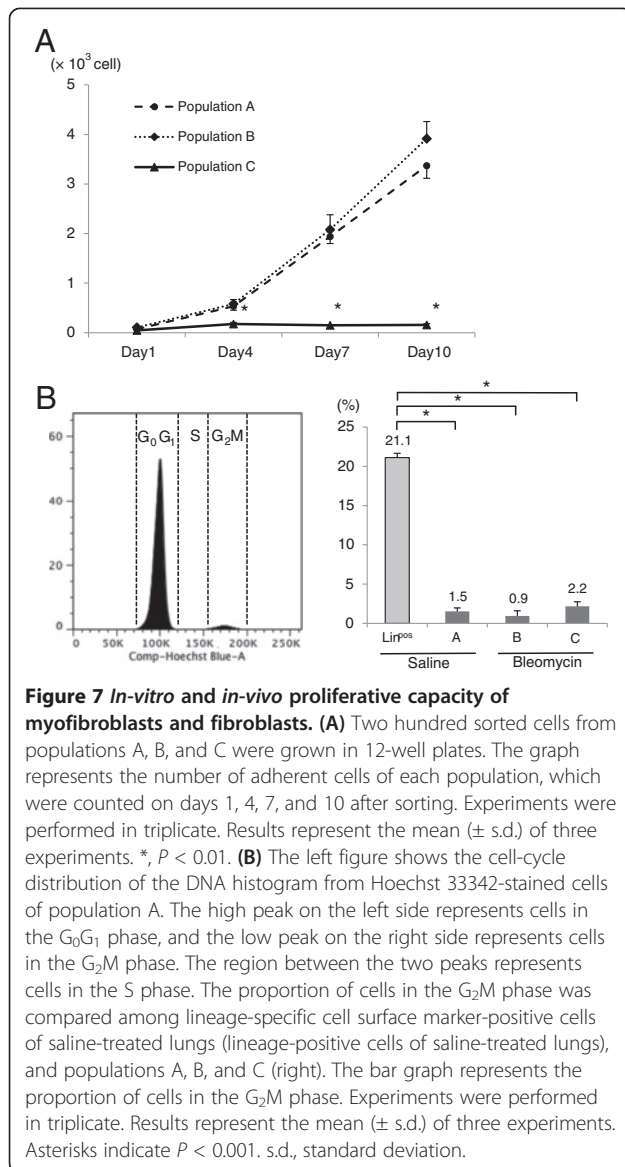 A
(× 10³ cell)
5
4
3
2
1
0
Population A
Population B
Population C
*
*
*
Day1 Day4 Day7 Day10
B
60
40
20
0
G₀G₁ S G₂M
0 50K 100K 150K 200K 250K
Comp-Hoechst Blue-A
(%)
25
20
15
10
5
0
*
*
*
21.1
1.5
0.9
2.2
Linᵖᵒˢ A B C
Saline Bleomycin
Figure 7 In-vitro and in-vivo proliferative capacity of
myofibroblasts and fibroblasts. (A) Two hundred sorted cells from
populations A, B, and C were grown in 12-well plates. The graph
represents the number of adherent cells of each population, which
were counted on days 1, 4, 7, and 10 after sorting. Experiments were
performed in triplicate. Results represent the mean (± s.d.) of three
experiments. *, P < 0.01. (B) The left figure shows the cell-cycle
distribution of the DNA histogram from Hoechst 33342-stained cells
of population A. The high peak on the left side represents cells in
the G₀G₁ phase, and the low peak on the right side represents cells
in the G₂M phase. The region between the two peaks represents
cells in the S phase. The proportion of cells in the G₂M phase was
compared among lineage-specific cell surface marker-positive cells
of saline-treated lungs (lineage-positive cells of saline-treated lungs),
and populations A, B, and C (right). The bar graph represents the
proportion of cells in the G₂M phase. Experiments were performed
in triplicate. Results represent the mean (± s.d.) of three experiments.
Asterisks indicate P < 0.001. s.d., standard deviation.